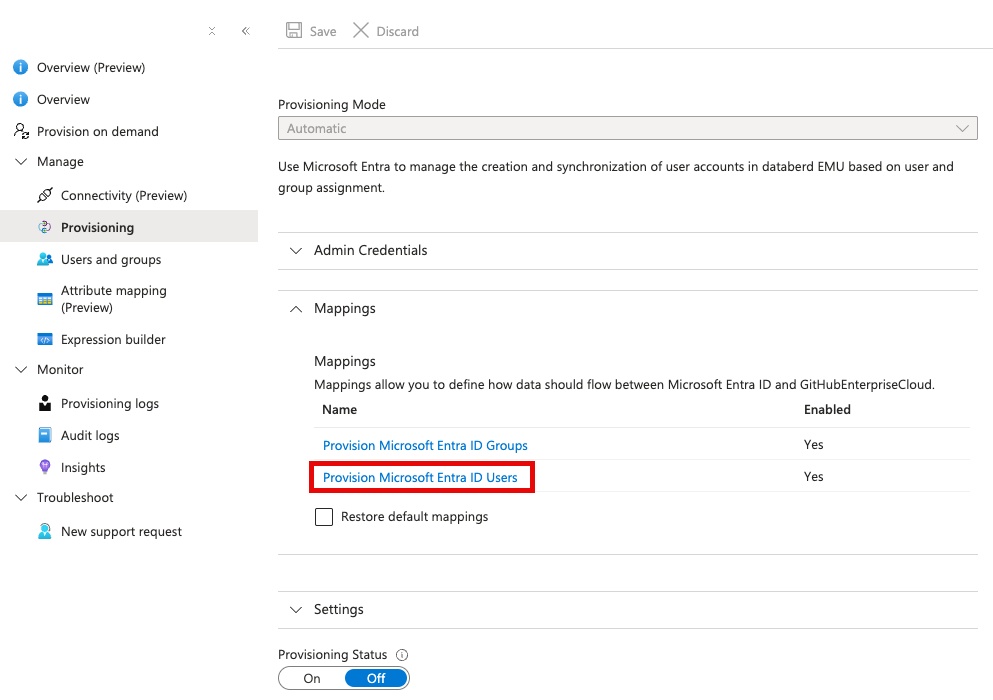 Save
Discard
Overview (Preview)
Overview
Provision on demand
Manage
Connectivity (Preview)
Provisioning
Users and groups
Attribute mapping
(Preview)
Expression builder
Monitor
Provisioning logs
Audit logs
Insights
Troubleshoot
New support request
Provisioning Mode
Automatic
Use Microsoft Entra to manage the creation and synchronization of user accounts in databerd EMU based on user and
group assignment.
Admin Credentials
Mappings
Mappings
Mappings allow you to define how data should flow between Microsoft Entra ID and GitHubEnterpriseCloud.
Name Enabled
Provision Microsoft Entra ID Groups Yes
Provision Microsoft Entra ID Users Yes
Restore default mappings
Settings
Provisioning Status
On Off